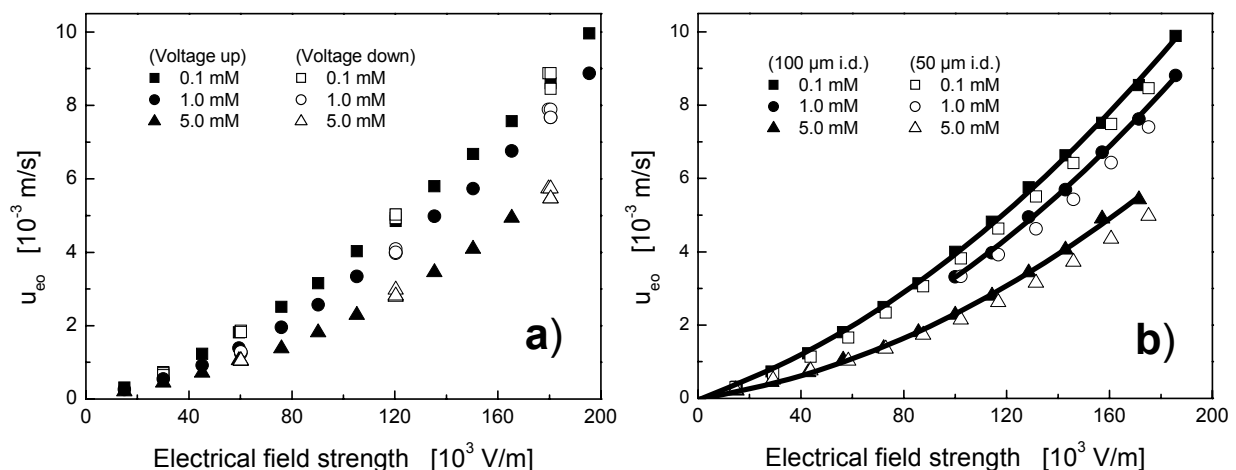 10
8
6
4
2
0
u_eo [10⁻³ m/s]
(Voltage up) (Voltage down)
0.1 mM 0.1 mM
1.0 mM 1.0 mM
5.0 mM 5.0 mM
a)
0 40 80 120 160 200
Electrical field strength [10³ V/m]
10
8
6
4
2
0
u_eo [10⁻³ m/s]
(100 µm i.d.) (50 µm i.d.)
0.1 mM 0.1 mM
1.0 mM 1.0 mM
5.0 mM 5.0 mM
b)
0 40 80 120 160 200
Electrical field strength [10³ V/m]